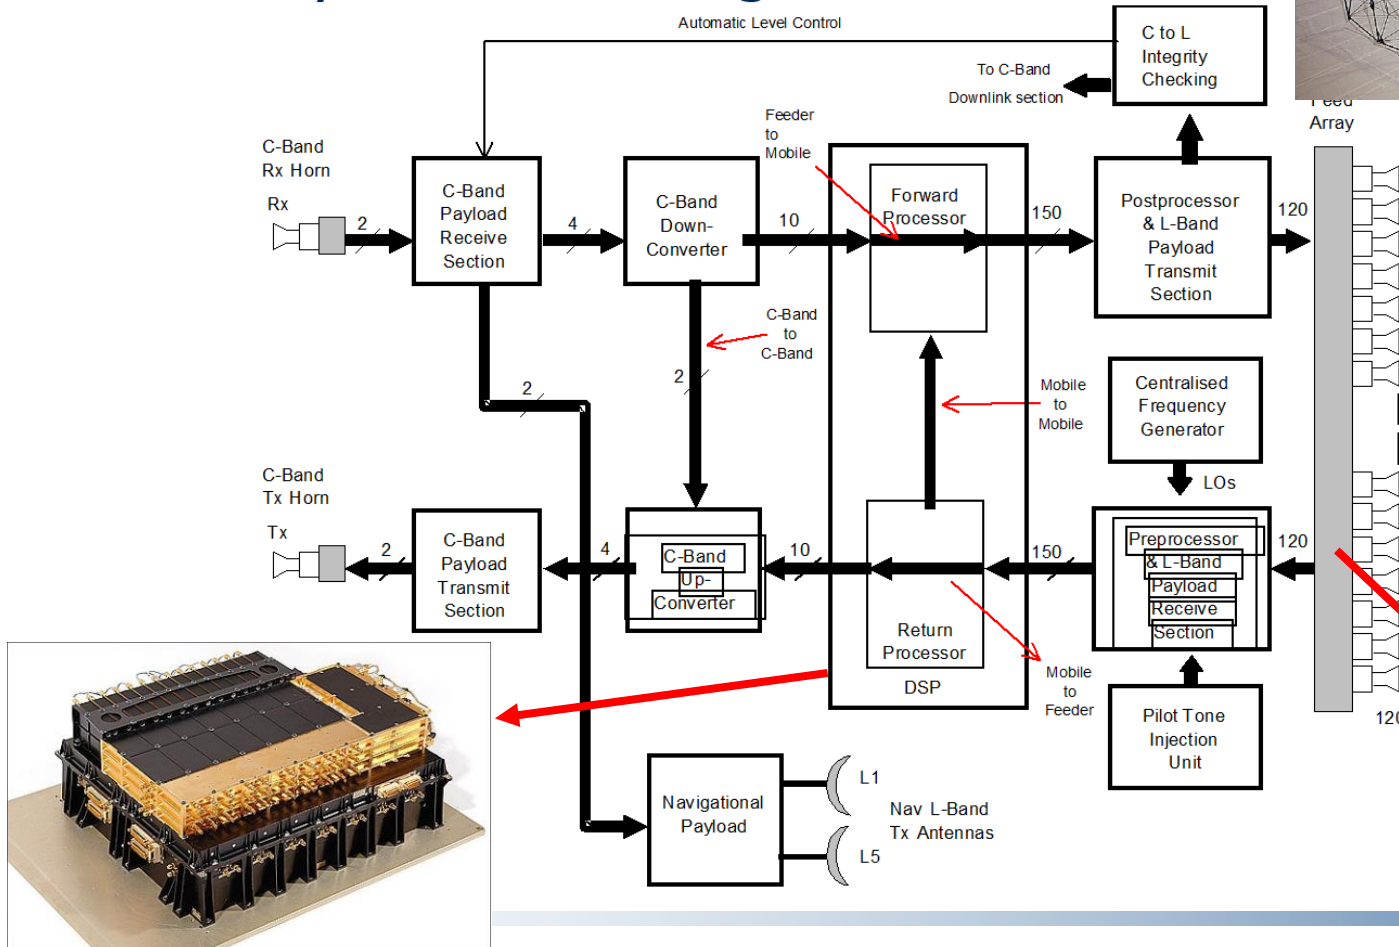 Automatic Level Control
C to L
Integrity
Checking
To C-Band
Downlink section
Feed
Array
Feeder
to
Mobile
C-Band
Rx Horn
Rx
2
C-Band
Payload
Receive
Section
4
C-Band
Down-
Converter
10
Forward
Processor
150
Postprocessor
& L-Band
Payload
Transmit
Section
120
C-Band
to
C-Band
2
2
Mobile
to
Mobile
Centralised
Frequency
Generator
LOs
C-Band
Tx Horn
Tx
2
C-Band
Payload
Transmit
Section
4
C-Band
Up-
Converter
10
Return
Processor
DSP
150
Preprocessor
& L-Band
Payload
Receive
Section
120
Mobile
to
Feeder
Pilot Tone
Injection
Unit
120
Navigational
Payload
L1
Nav L-Band
Tx Antennas
L5